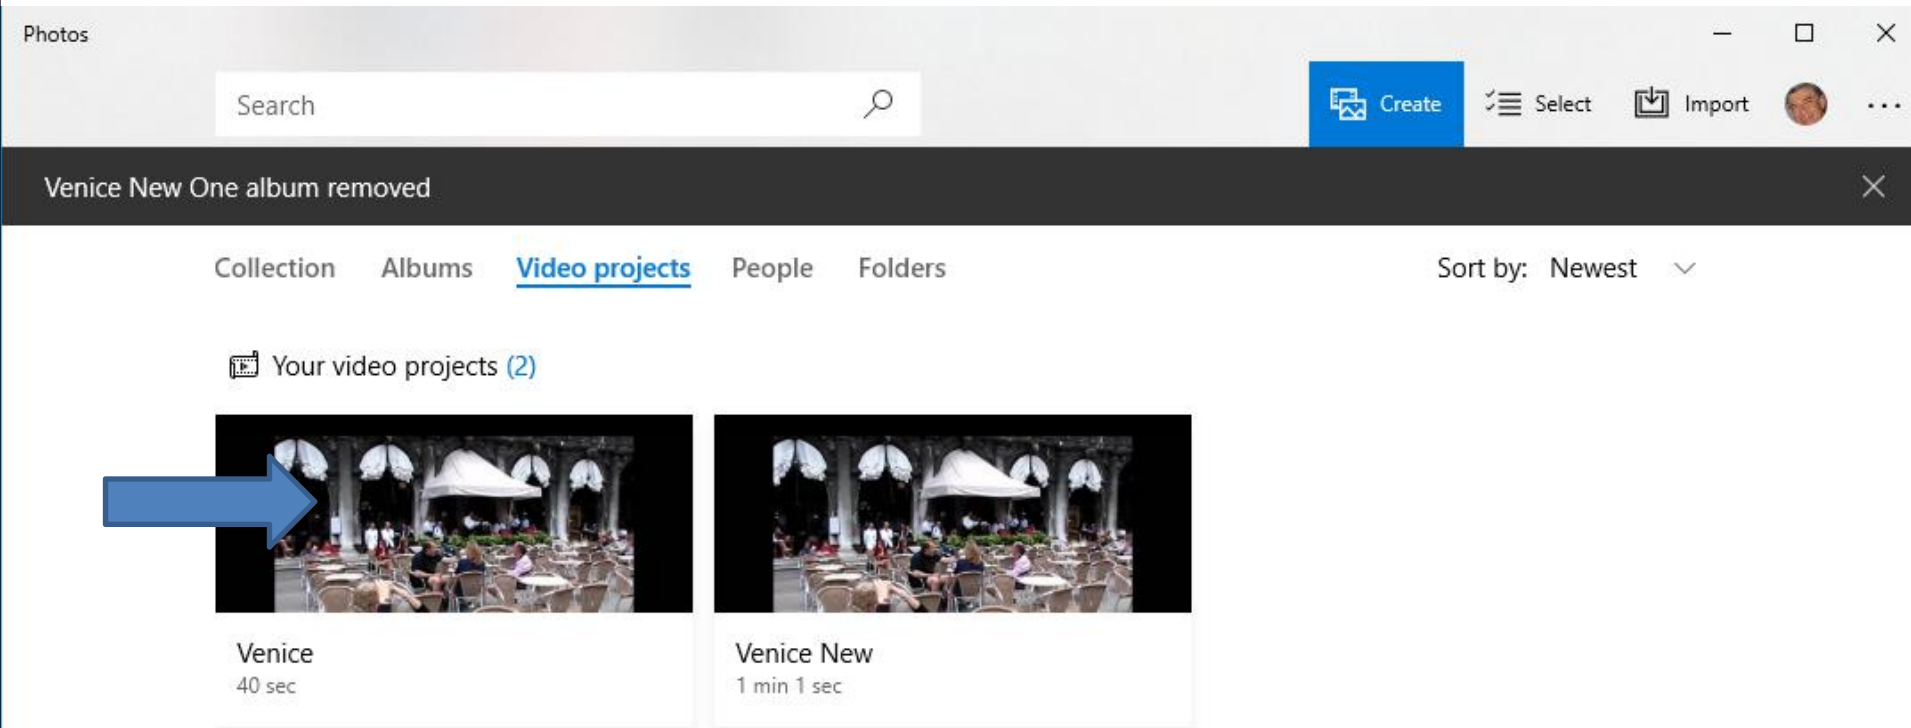 Photos
Search
Create
Select
Import
Venice New One album removed
Collection
Albums
Video projects
People
Folders
Sort by: Newest
Your video projects (2)
Venice
40 sec
Venice New
1 min 1 sec